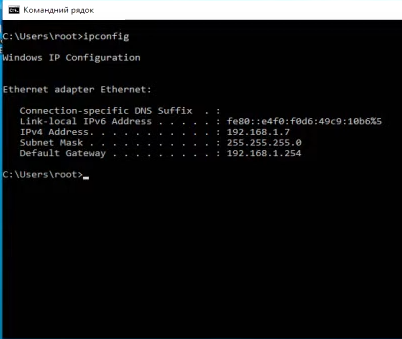 Командний рядок
C:\Users\root>ipconfig
Windows IP Configuration
Ethernet adapter Ethernet:
Connection-specific DNS Suffix . :
Link-local IPv6 Address . . . . . : fe80::e4f0:f0d6:49c9:10b6%5
IPv4 Address. . . . . . . . . . . : 192.168.1.7
Subnet Mask . . . . . . . . . . . : 255.255.255.0
Default Gateway . . . . . . . . . : 192.168.1.254
C:\Users\root>